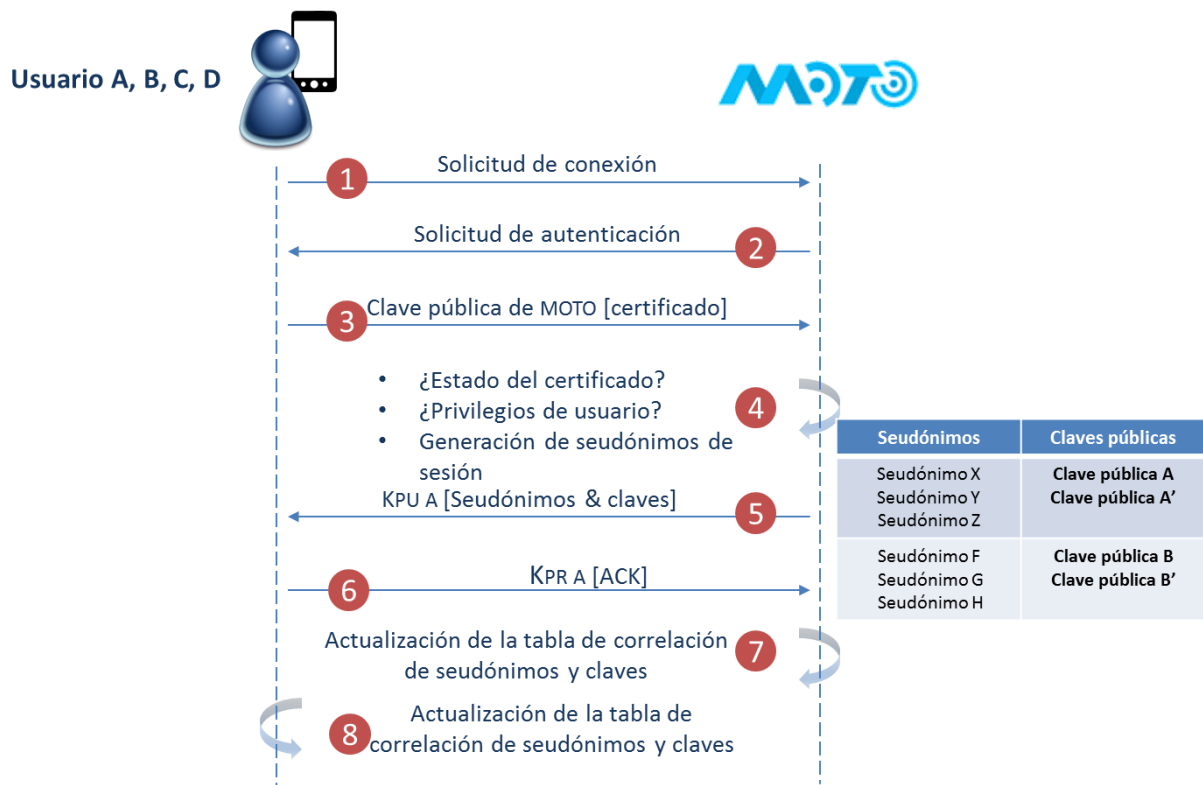 Usuario A, B, C, D
MOTO
Solicitud de conexión
1
Solicitud de autenticación
2
Clave pública de MOTO [certificado]
3
• ¿Estado del certificado?
• ¿Privilegios de usuario?
• Generación de seudónimos de
sesión
4
Seudónimos Claves públicas
Seudónimo X Clave pública A
Seudónimo Y Clave pública A’
Seudónimo Z
Seudónimo F Clave pública B
Seudónimo G Clave pública B’
Seudónimo H
KPU A [Seudónimos & claves]
5
KPR A [ACK]
6
Actualización de la tabla de correlación
de seudónimos y claves
7
Actualización de la tabla de
correlación de seudónimos y claves
8